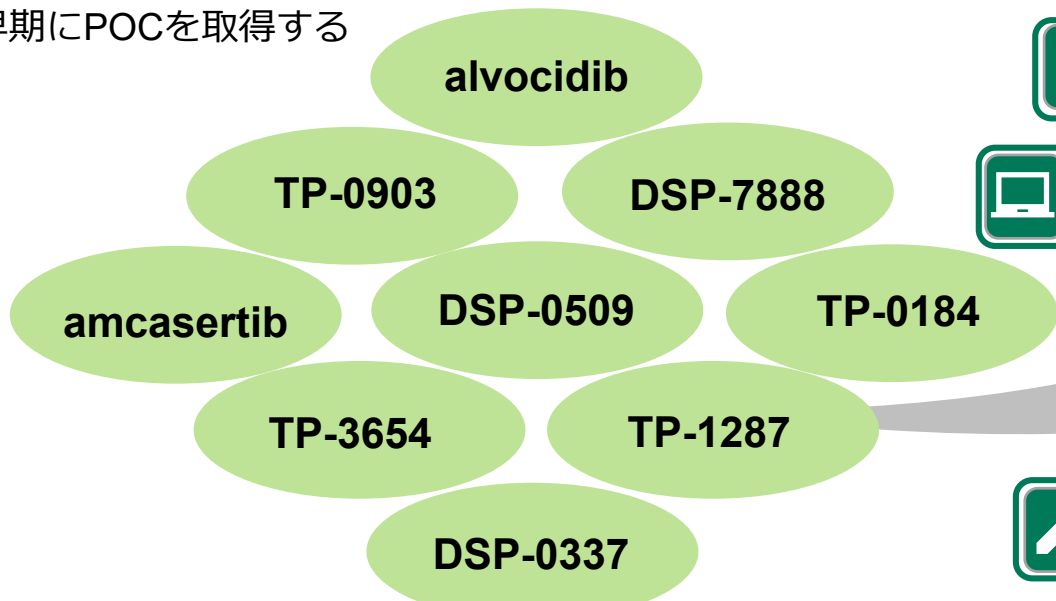 早期にPOCを取得する
alvocidib
TP-0903
DSP-7888
amcasertib
DSP-0509
TP-0184
TP-3654
TP-1287
DSP-0337